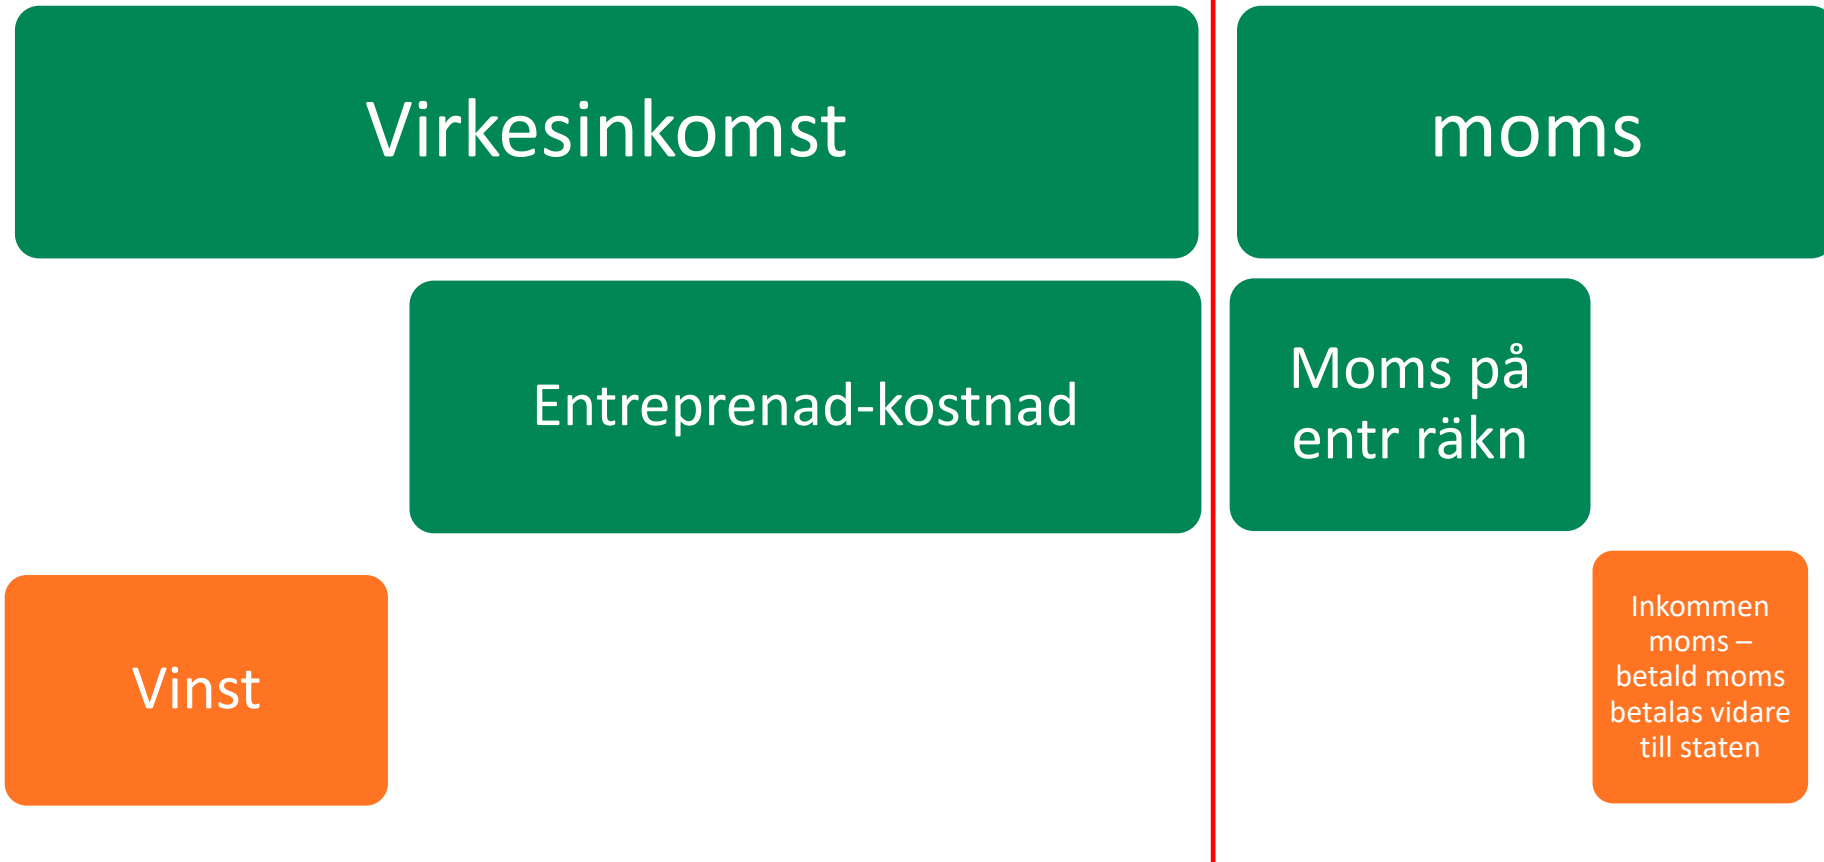 Virkesinkomst
moms
Entreprenad-kostnad
Moms på
entr räkn
Vinst
Inkommen
moms –
betald moms
betalas vidare
till staten